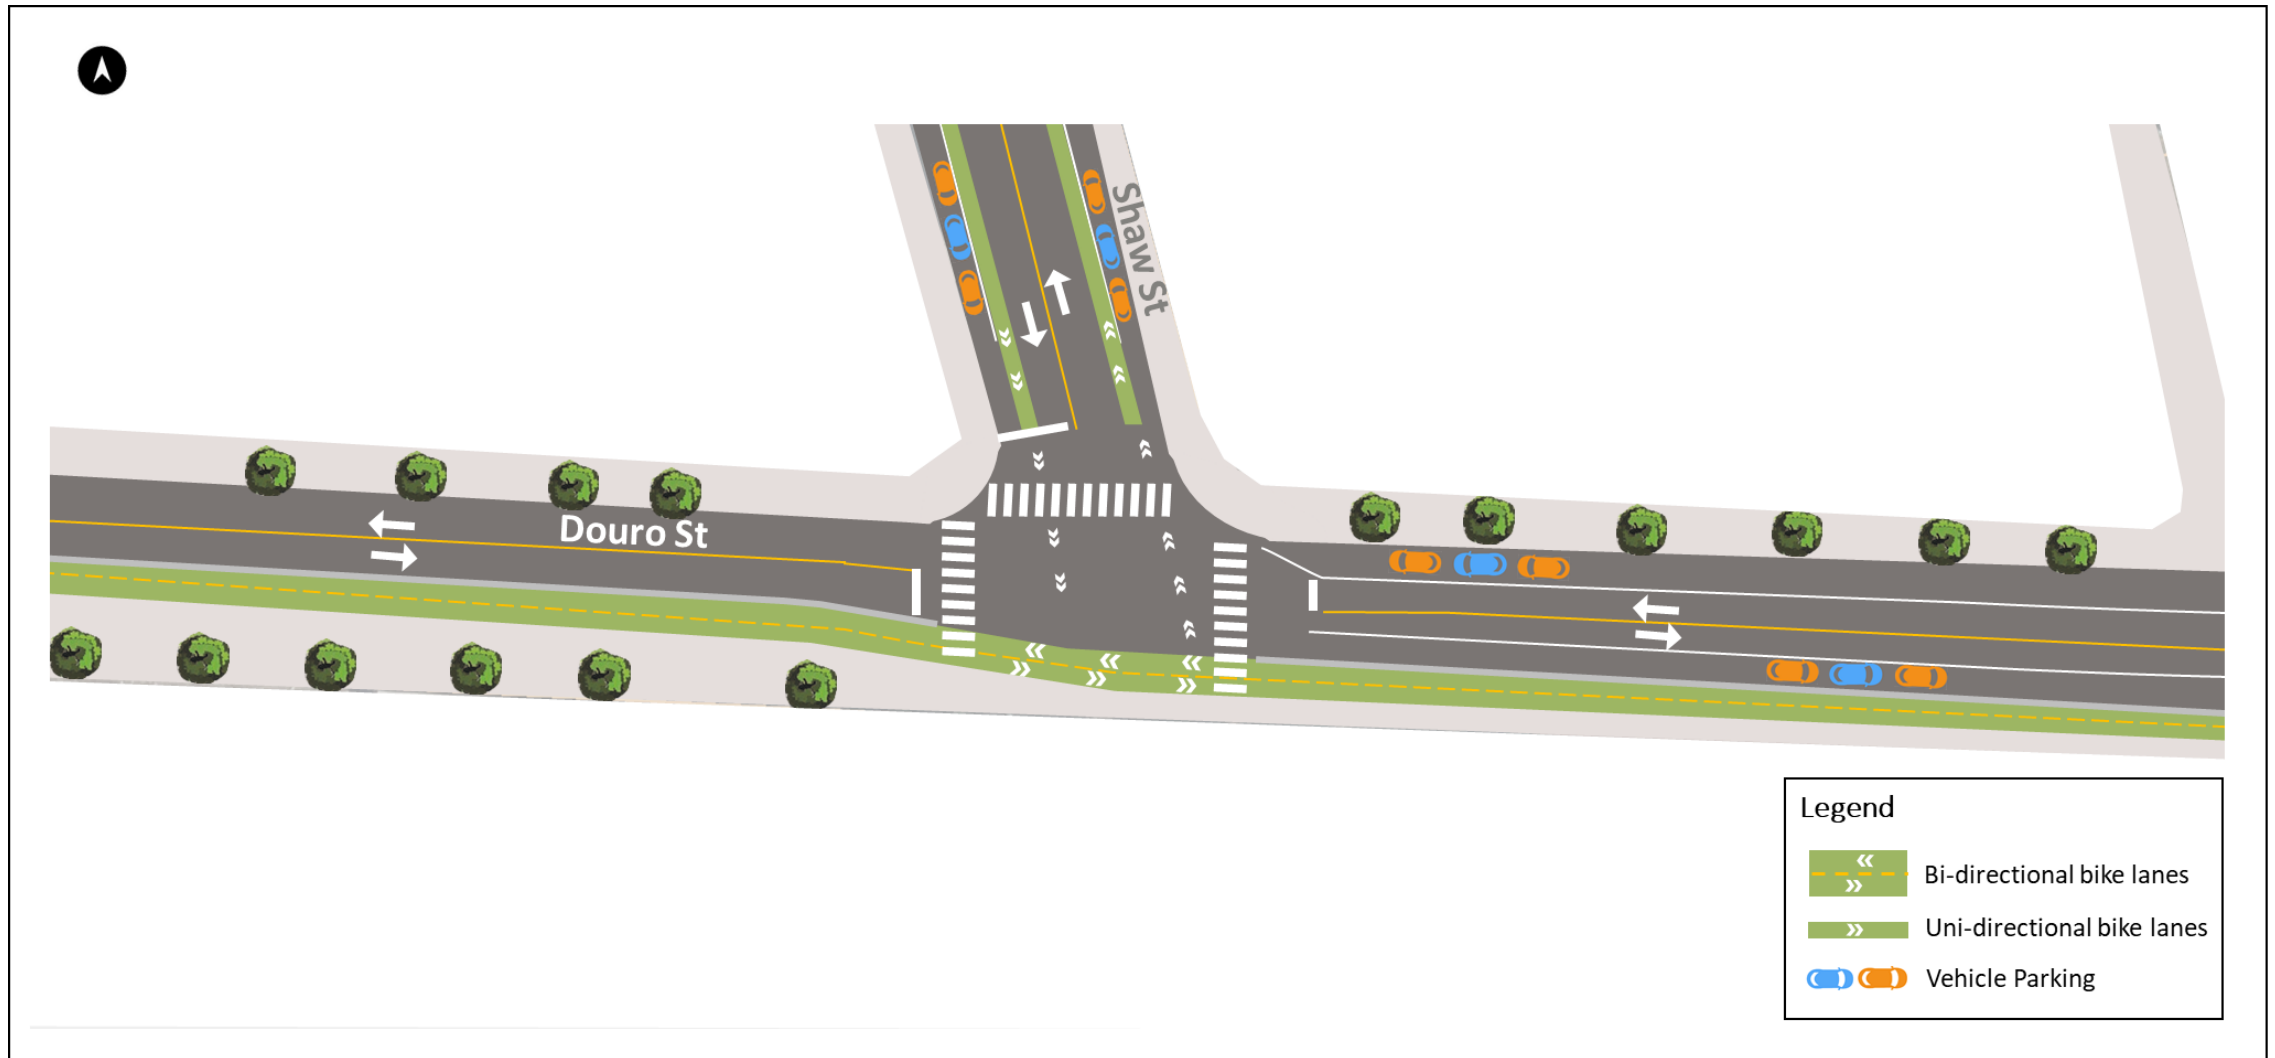 Shaw St
Douro St
Legend
Bi-directional bike lanes
Uni-directional bike lanes
Vehicle Parking